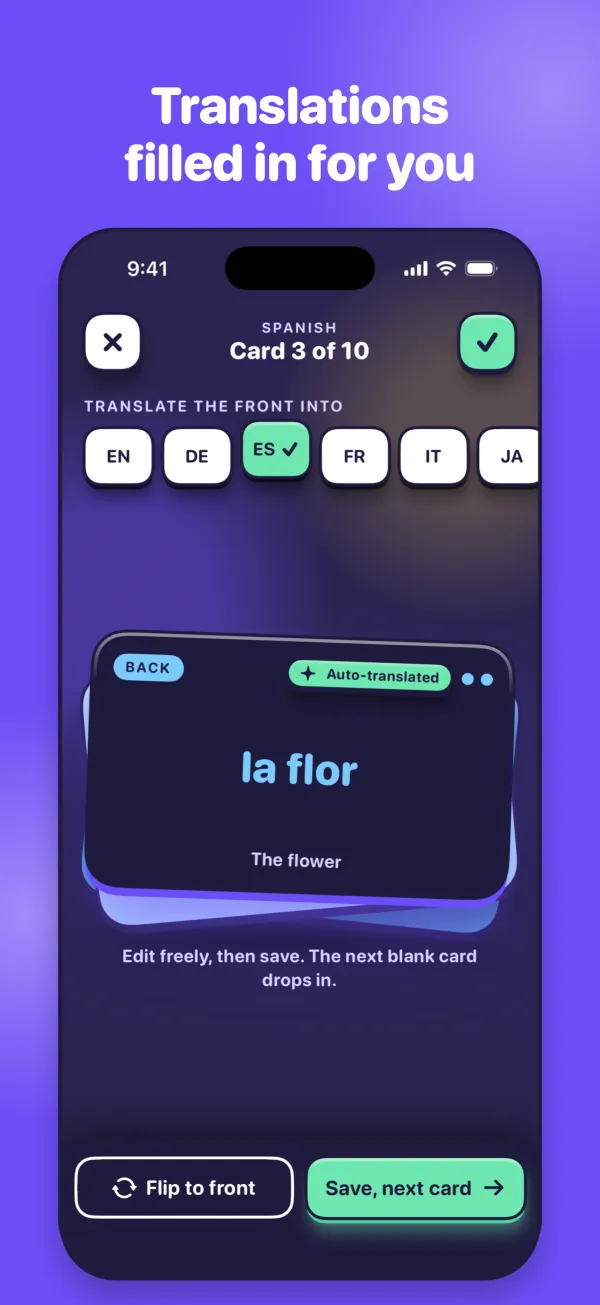 Translations
filled in for you
9:41
SPANISH
Card 3 of 10
TRANSLATE THE FRONT INTO
EN DE ES FR IT JA
BACK
Auto-translated
la flor
The flower
Edit freely, then save. The next blank card
drops in.
Flip to front
Save, next card